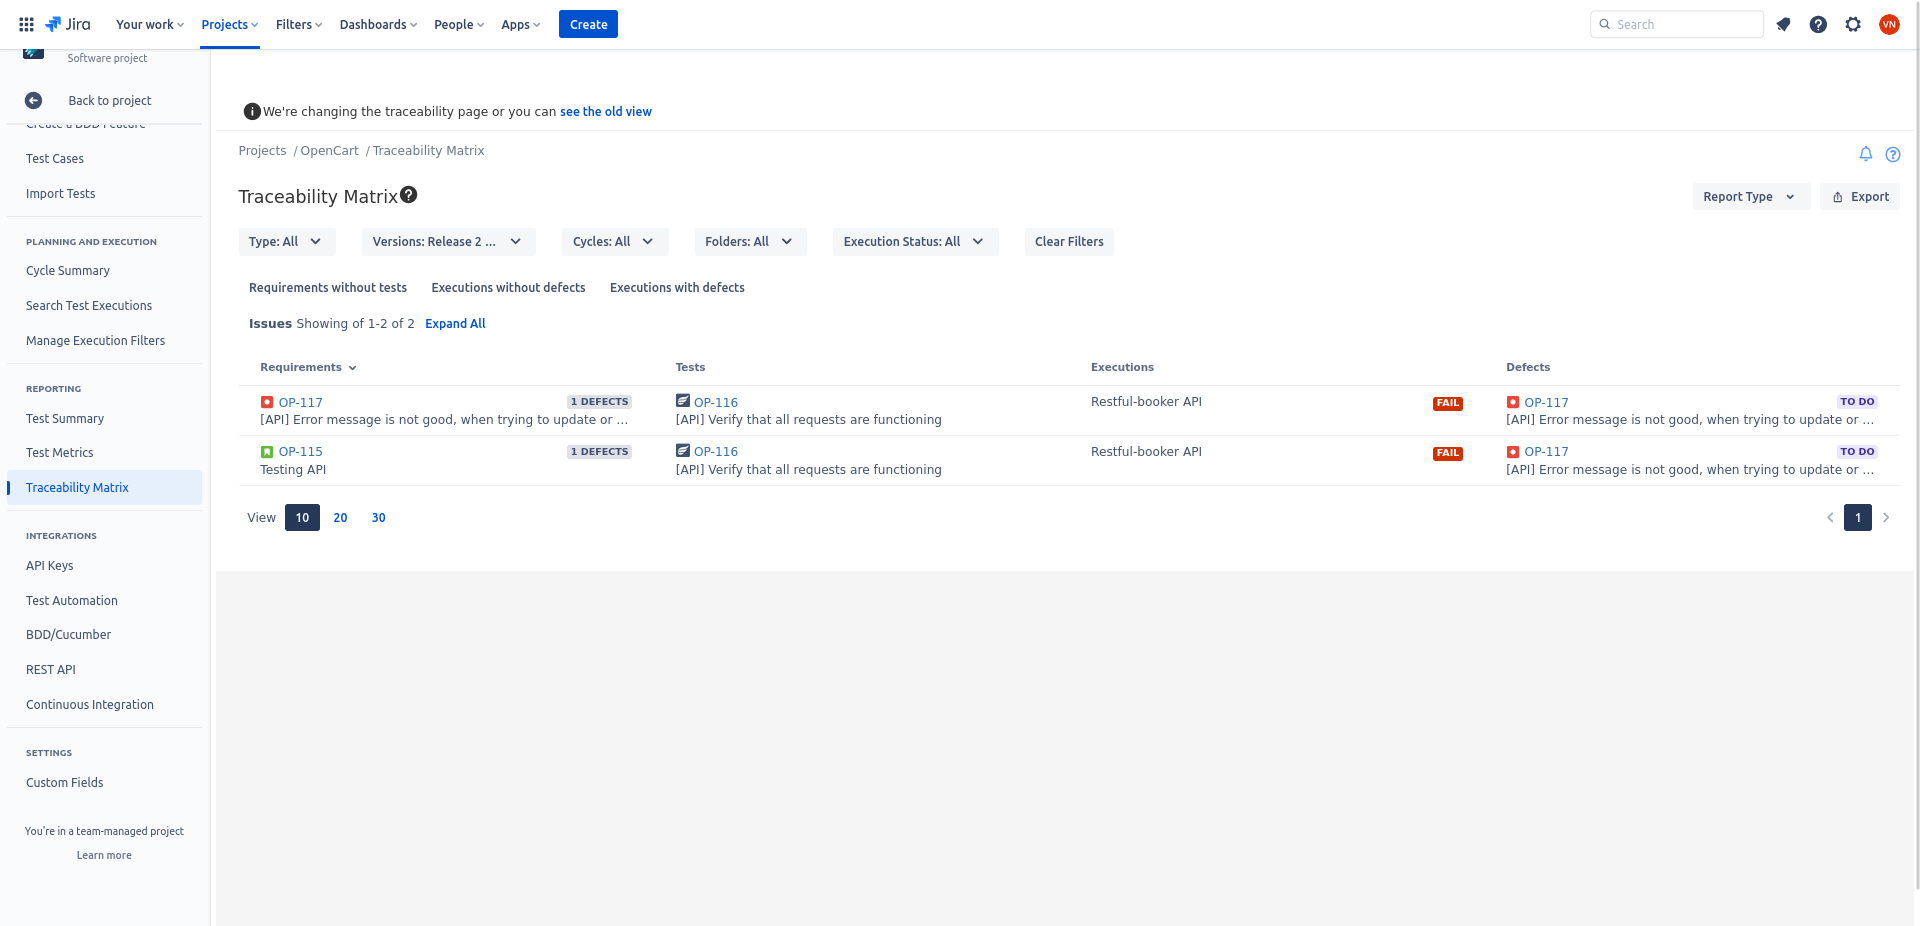 Jira
Your work
Projects
Filters
Dashboards
People
Apps
Create
Search
VN
Software project
Back to project
Create a BDD Feature
Test Cases
Import Tests
PLANNING AND EXECUTION
Cycle Summary
Search Test Executions
Manage Execution Filters
REPORTING
Test Summary
Test Metrics
Traceability Matrix
INTEGRATIONS
API Keys
Test Automation
BDD/Cucumber
REST API
Continuous Integration
SETTINGS
Custom Fields
You're in a team-managed project
Learn more
We're changing the traceability page or you can see the old view
Projects / OpenCart / Traceability Matrix
Traceability Matrix
Report Type
Export
Type: All
Versions: Release 2 ...
Cycles: All
Folders: All
Execution Status: All
Clear Filters
Requirements without tests
Executions without defects
Executions with defects
Issues Showing of 1-2 of 2 Expand All
Requirements Tests Executions Defects
OP-117 1 DEFECTS OP-116 Restful-booker API FAIL OP-117 TO DO
[API] Error message is not good, when trying to update or ... [API] Verify that all requests are functioning [API] Error message is not good, when trying to update or ...
OP-115 1 DEFECTS OP-116 Restful-booker API FAIL OP-117 TO DO
Testing API [API] Verify that all requests are functioning [API] Error message is not good, when trying to update or ...
View 10 20 30
1